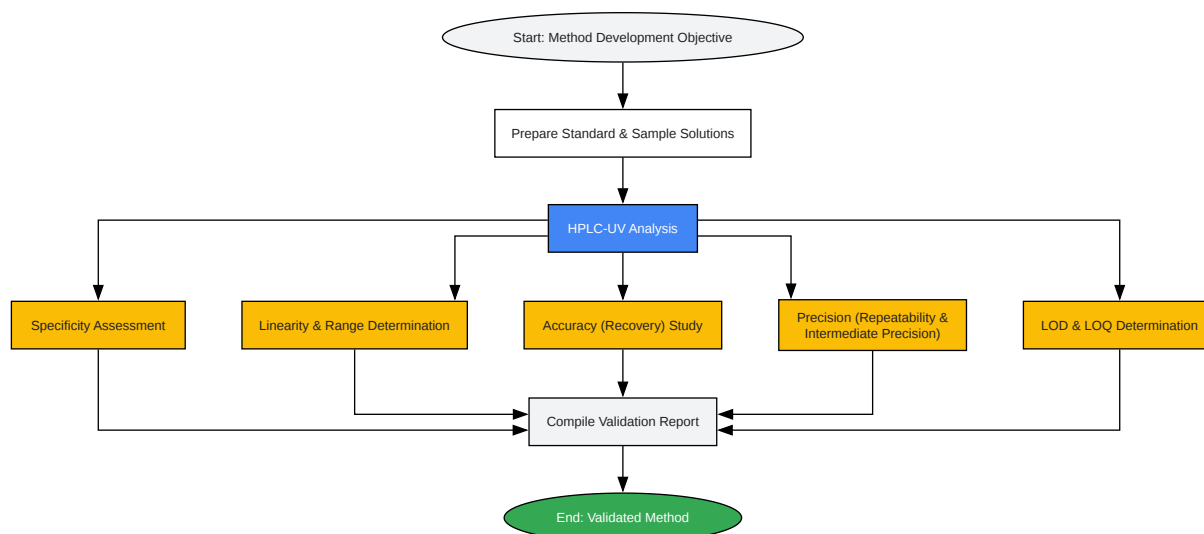 Start: Method Development Objective
Prepare Standard & Sample Solutions
HPLC-UV Analysis
Specificity Assessment
Linearity & Range Determination
Accuracy (Recovery) Study
Precision (Repeatability &
Intermediate Precision)
LOD & LOQ Determination
Compile Validation Report
End: Validated Method